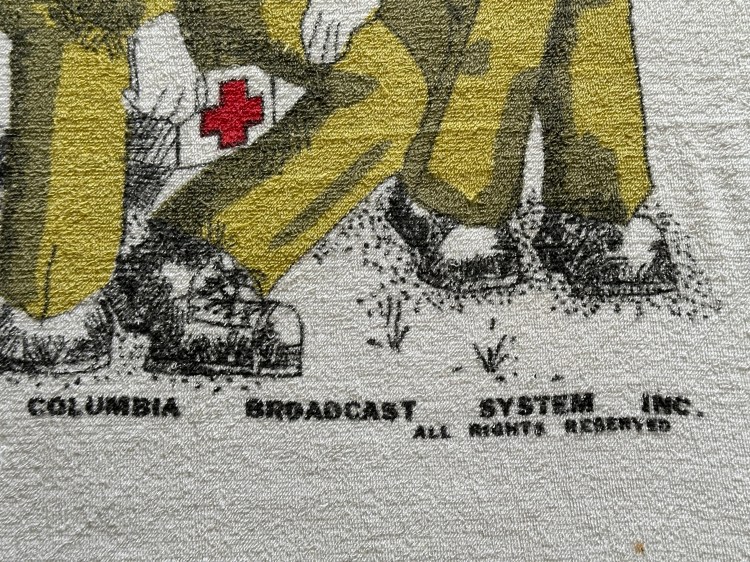 COLUMBIA BROADCAST SYSTEM INC.
ALL RIGHTS RESERVED